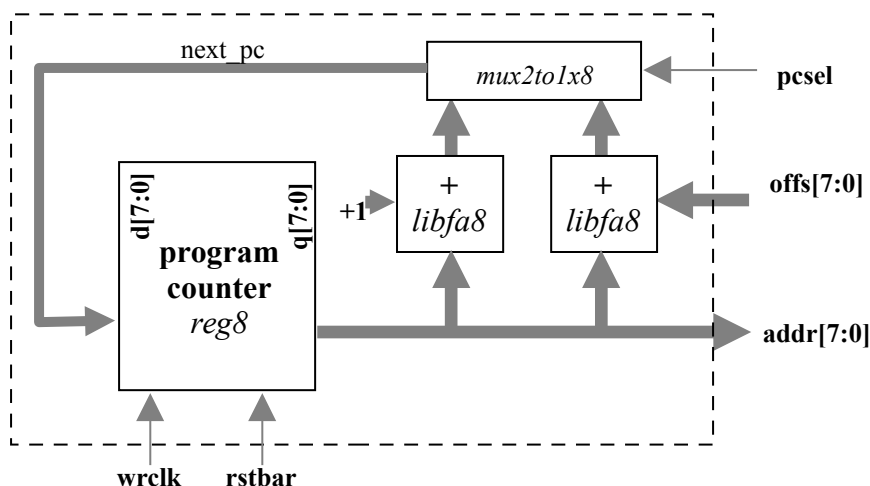 next_pc
mux2to1x8
pcsel
d[7:0]
q[7:0]
program
counter
reg8
+1
+
libfa8
+
libfa8
offs[7:0]
addr[7:0]
wrclk
rstbar